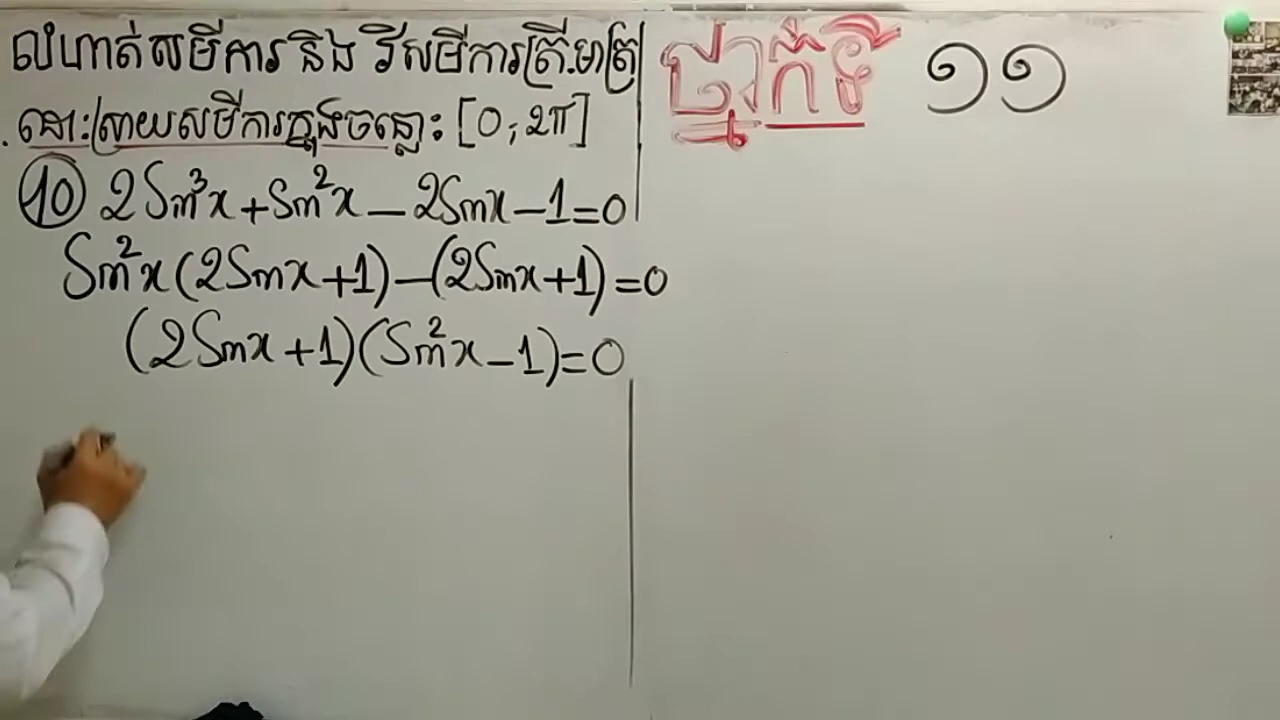 លំហាត់សមីការ និង វិសមីការត្រីមាត្រ
ដោះស្រាយសមីការក្នុងចន្លោះ [0; 2π]
10 2Sin³x + Sin²x - 2Sinx - 1 = 0
Sin²x(2Sinx + 1) - (2Sinx + 1) = 0
(2Sinx + 1)(Sin²x - 1) = 0
ថ្នាក់ទី ១១